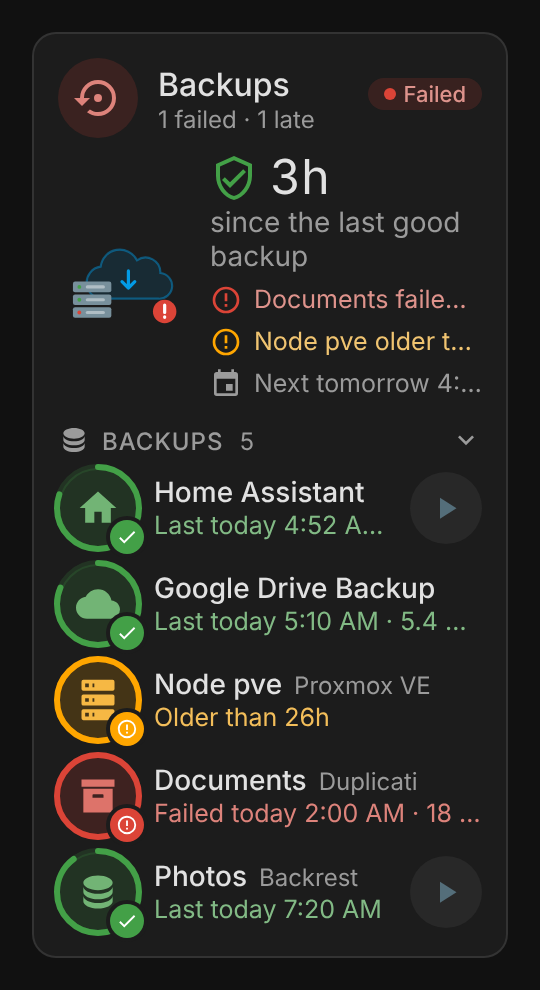 Backups
1 failed · 1 late
Failed
3h
since the last good
backup
Documents faile...
Node pve older t...
Next tomorrow 4:...
BACKUPS 5
Home Assistant
Last today 4:52 A...
Google Drive Backup
Last today 5:10 AM · 5.4 ...
Node pve Proxmox VE
Older than 26h
Documents Duplicati
Failed today 2:00 AM · 18 ...
Photos Backrest
Last today 7:20 AM